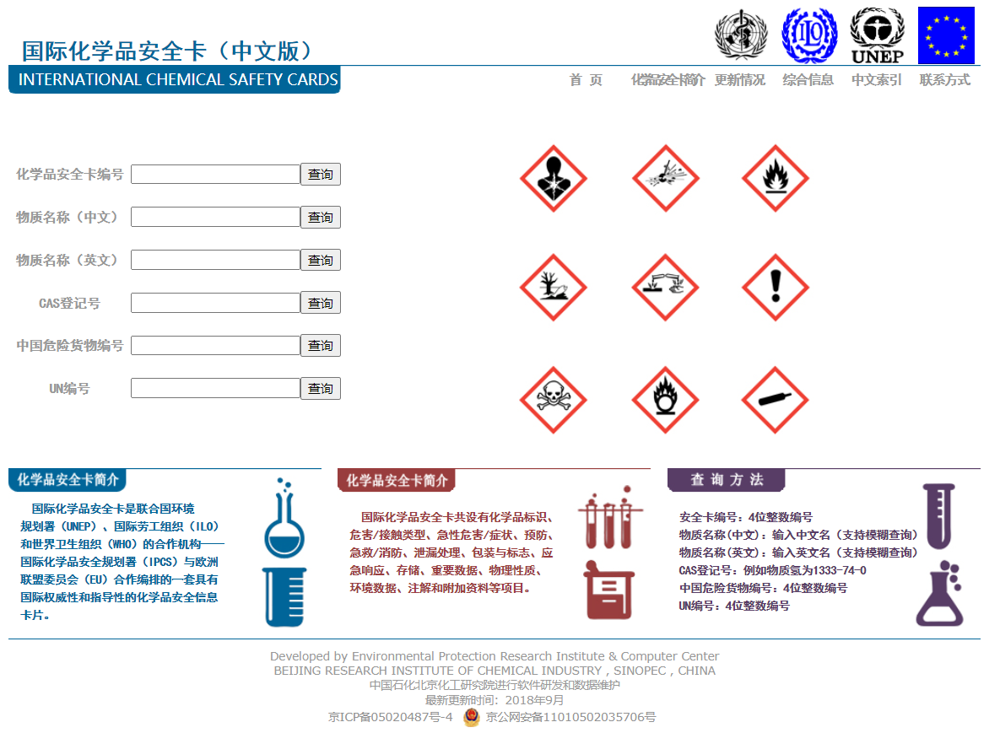 国际化学品安全卡（中文版）
INTERNATIONAL CHEMICAL SAFETY CARDS
ILO
UNEP
首 页
化学品安全卡简介
更新情况
综合信息
中文索引
联系方式
化学品安全卡编号
查询
物质名称（中文）
查询
物质名称（英文）
查询
CAS登记号
查询
中国危险货物编号
查询
UN编号
查询
化学品安全卡简介
国际化学品安全卡是联合国环境
规划署（UNEP）、国际劳工组织（ILO）
和世界卫生组织（WHO）的合作机构——
国际化学品安全规划署（IPCS）与欧洲
联盟委员会（EU）合作编排的一套具有
国际权威性和指导性的化学品安全信息
卡片。
化学品安全卡简介
国际化学品安全卡共设有化学品标识、
危害/接触类型、急性危害/症状、预防、
急救/消防、泄漏处理、包装与标志、应
急响应、存储、重要数据、物理性质、
环境数据、注解和附加资料等项目。
查 询 方 法
安全卡编号：4位整数编号
物质名称(中文)：输入中文名（支持模糊查询）
物质名称(英文)：输入英文名（支持模糊查询）
CAS登记号：例如物质氢为1333-74-0
中国危险货物编号：4位整数编号
UN编号：4位整数编号
Developed by Environmental Protection Research Institute & Computer Center
BEIJING RESEARCH INSTITUTE OF CHEMICAL INDUSTRY , SINOPEC , CHINA
中国石化北京化工研究院进行软件研发和数据维护
最新更新时间：2018年9月
京ICP备05020487号-4 京公网安备11010502035706号